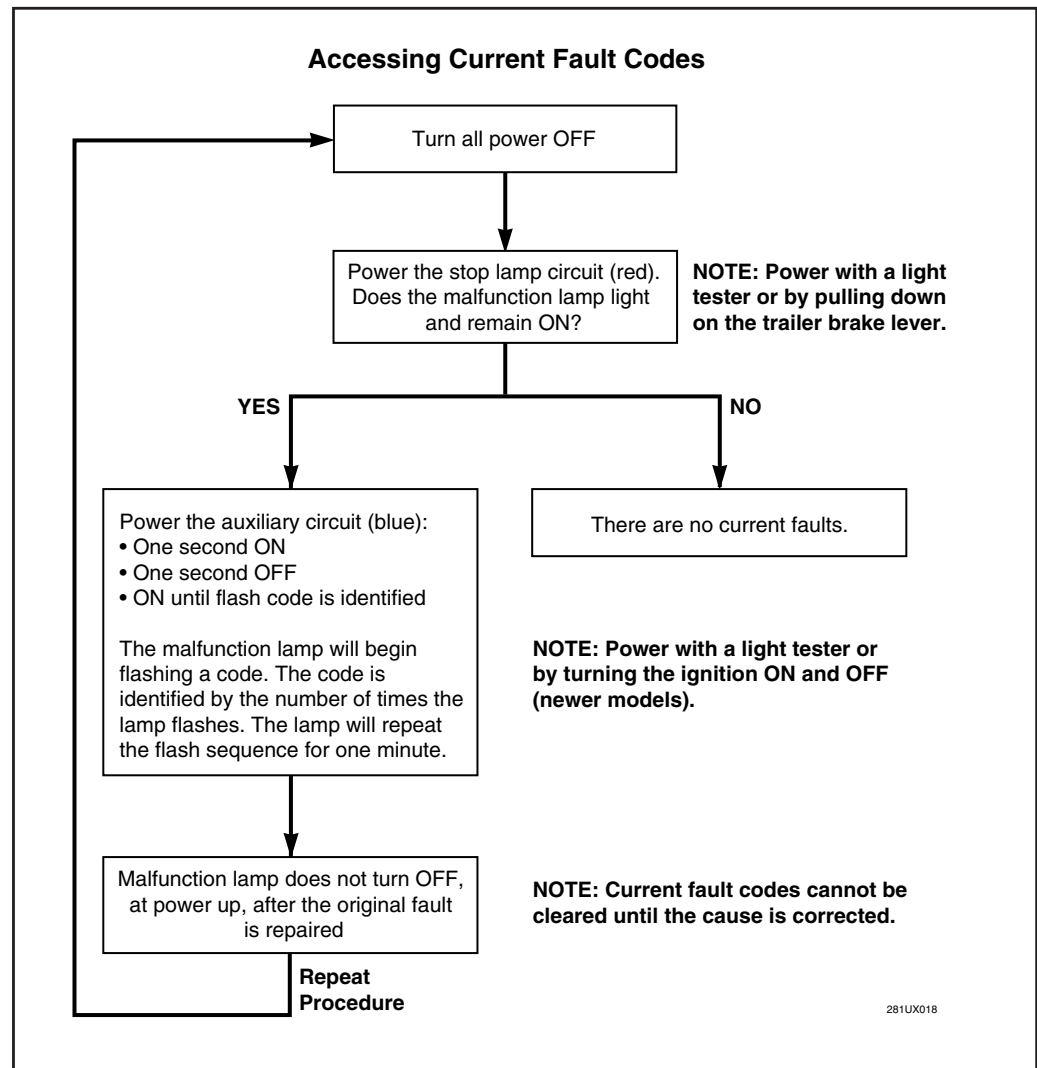 Accessing Current Fault Codes
Turn all power OFF
Power the stop lamp circuit (red).
Does the malfunction lamp light
and remain ON?
NOTE: Power with a light
tester or by pulling down
on the trailer brake lever.
YES
NO
Power the auxiliary circuit (blue):
• One second ON
• One second OFF
• ON until flash code is identified
The malfunction lamp will begin
flashing a code. The code is
identified by the number of times the
lamp flashes. The lamp will repeat
the flash sequence for one minute.
There are no current faults.
NOTE: Power with a light tester or
by turning the ignition ON and OFF
(newer models).
Malfunction lamp does not turn OFF,
at power up, after the original fault
is repaired
NOTE: Current fault codes cannot be
cleared until the cause is corrected.
Repeat
Procedure
281UX018